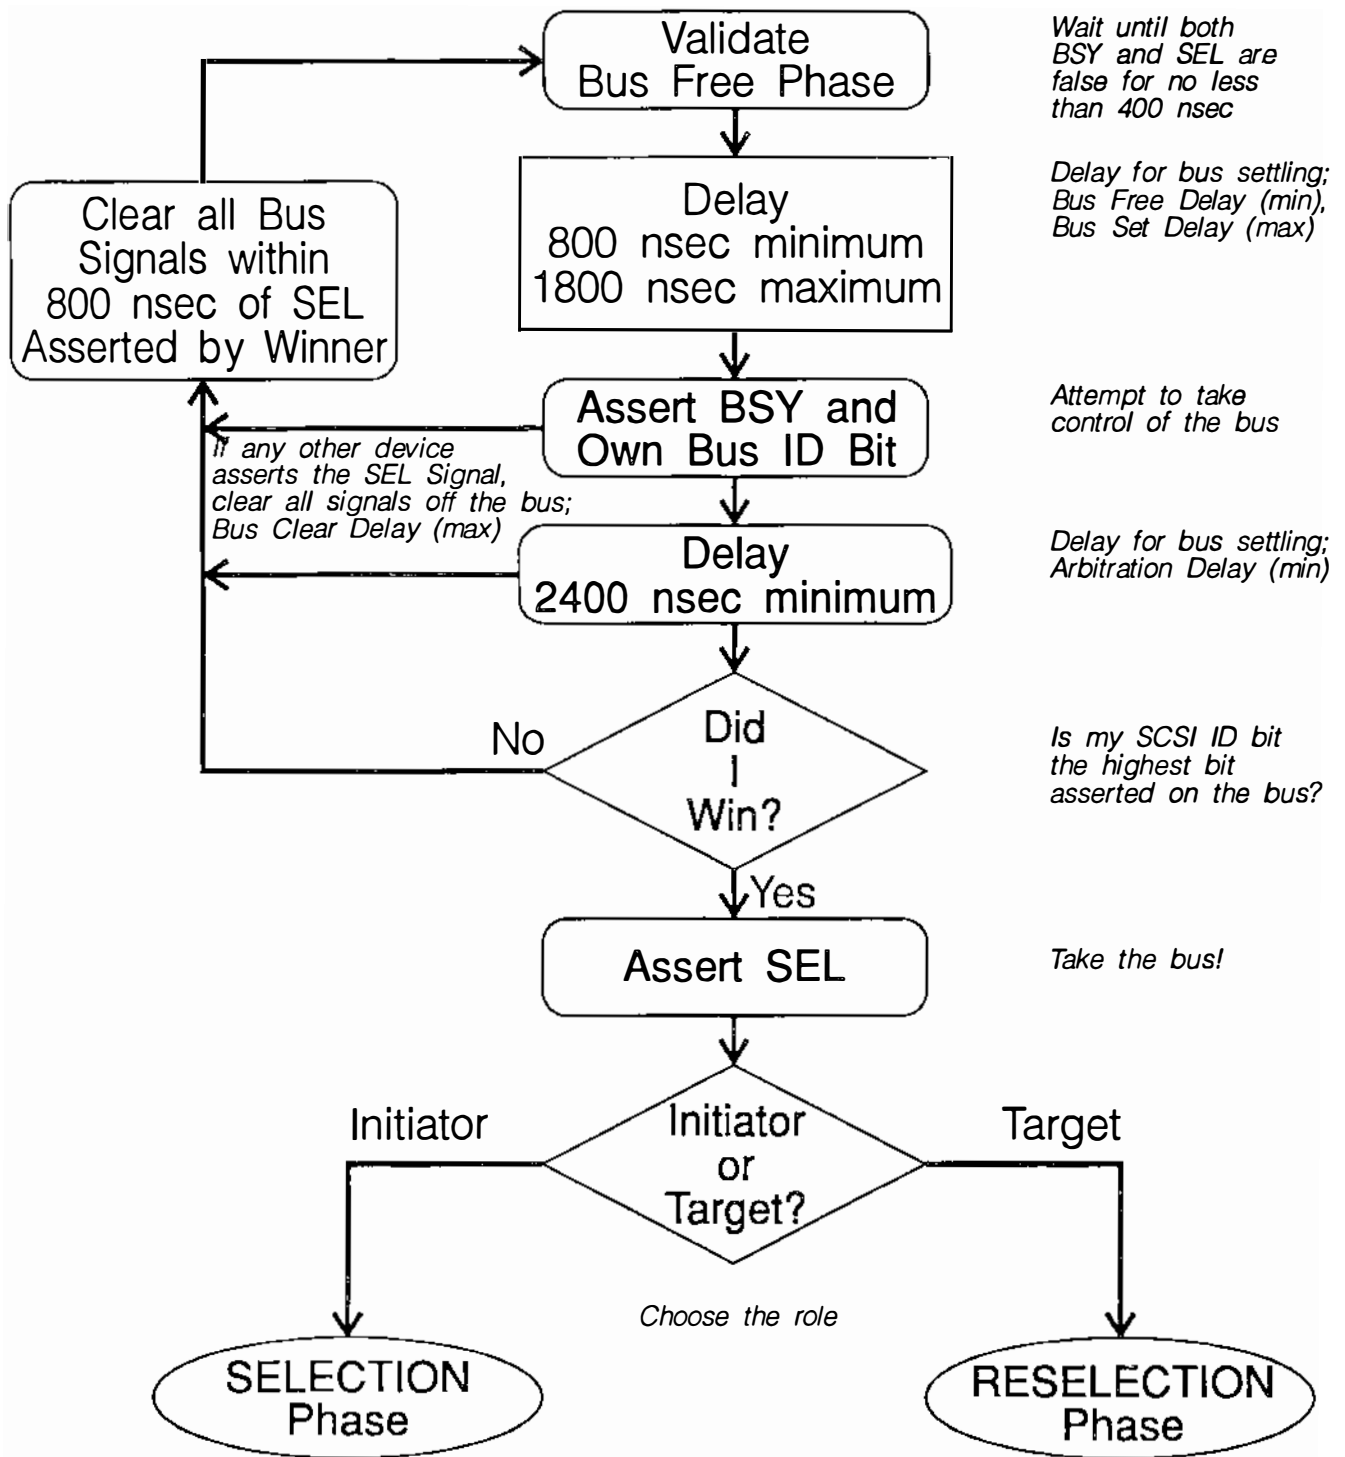 Validate
Bus Free Phase
Wait until both
BSY and SEL are
false for no less
than 400 nsec
Delay
800 nsec minimum
1800 nsec maximum
Delay for bus settling;
Bus Free Delay (min),
Bus Set Delay (max)
Clear all Bus
Signals within
800 nsec of SEL
Asserted by Winner
Assert BSY and
Own Bus ID Bit
Attempt to take
control of the bus
If any other device
asserts the SEL Signal,
clear all signals off the bus;
Bus Clear Delay (max)
Delay
2400 nsec minimum
Delay for bus settling;
Arbitration Delay (min)
No
Did
I
Win?
Is my SCSI ID bit
the highest bit
asserted on the bus?
Yes
Assert SEL
Take the bus!
Initiator
Initiator
or
Target?
Target
Choose the role
SELECTION
Phase
RESELECTION
Phase